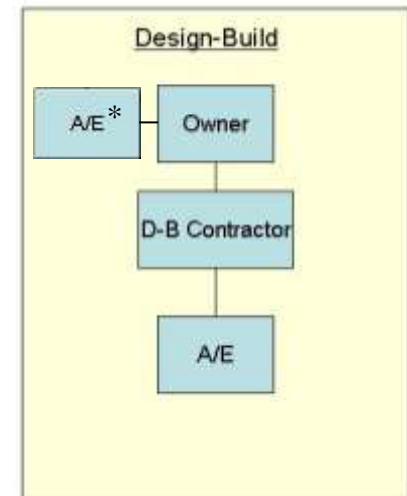 Design-Build
A/E* Owner
D-B Contractor
A/E